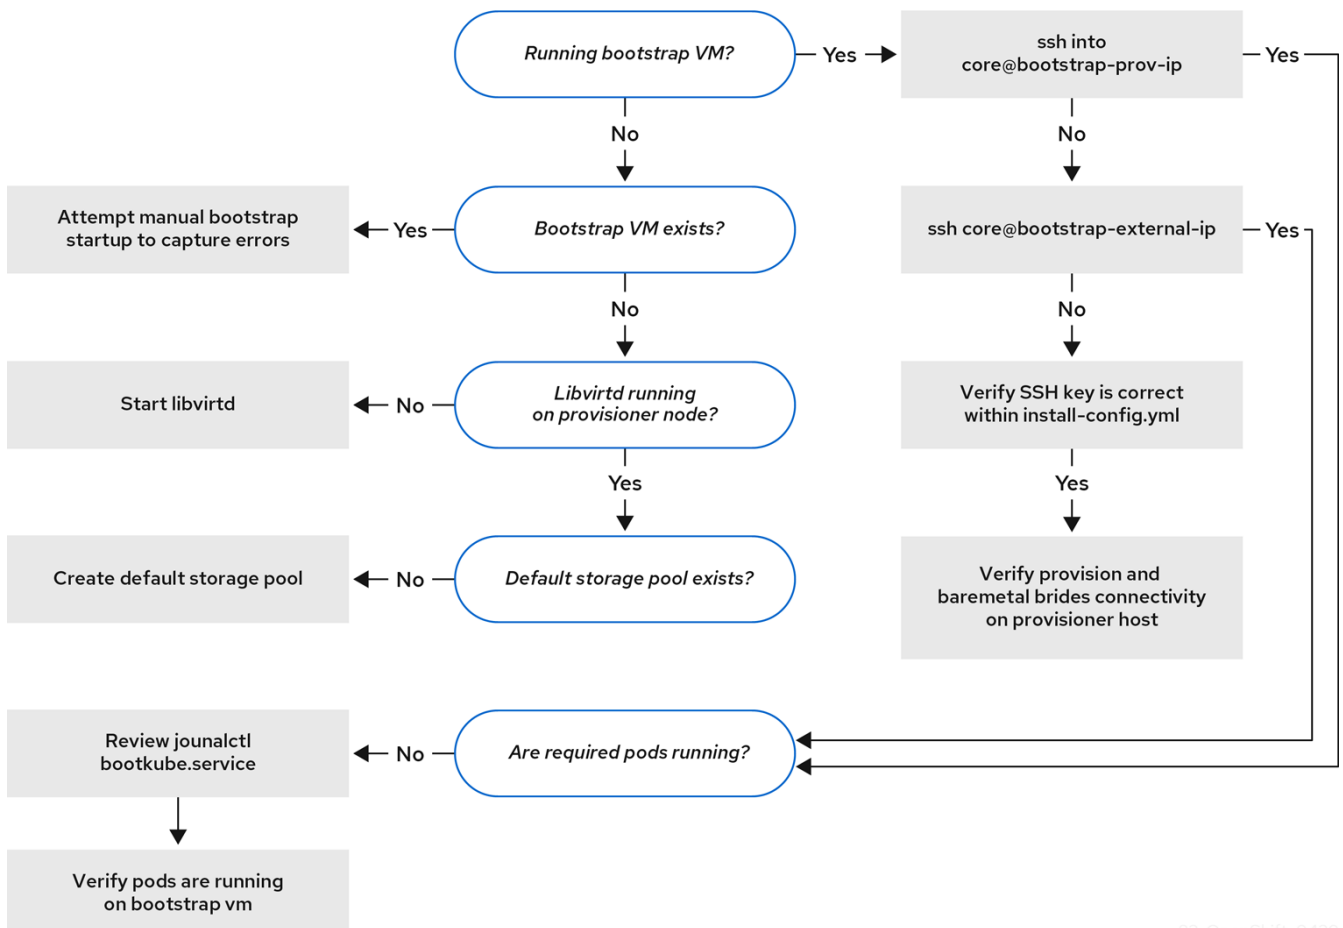 Running bootstrap VM?
Yes
ssh into
core@bootstrap-prov-ip
Yes
No
No
Attempt manual bootstrap
startup to capture errors
Yes
Bootstrap VM exists?
ssh core@bootstrap-external-ip
Yes
No
No
Start libvirtd
No
Libvirtd running
on provisioner node?
Verify SSH key is correct
within install-config.yml
Yes
Yes
Create default storage pool
No
Default storage pool exists?
Verify provision and
baremetal brides connectivity
on provisioner host
Review jounalctl
bootkube.service
No
Are required pods running?
Verify pods are running
on bootstrap vm